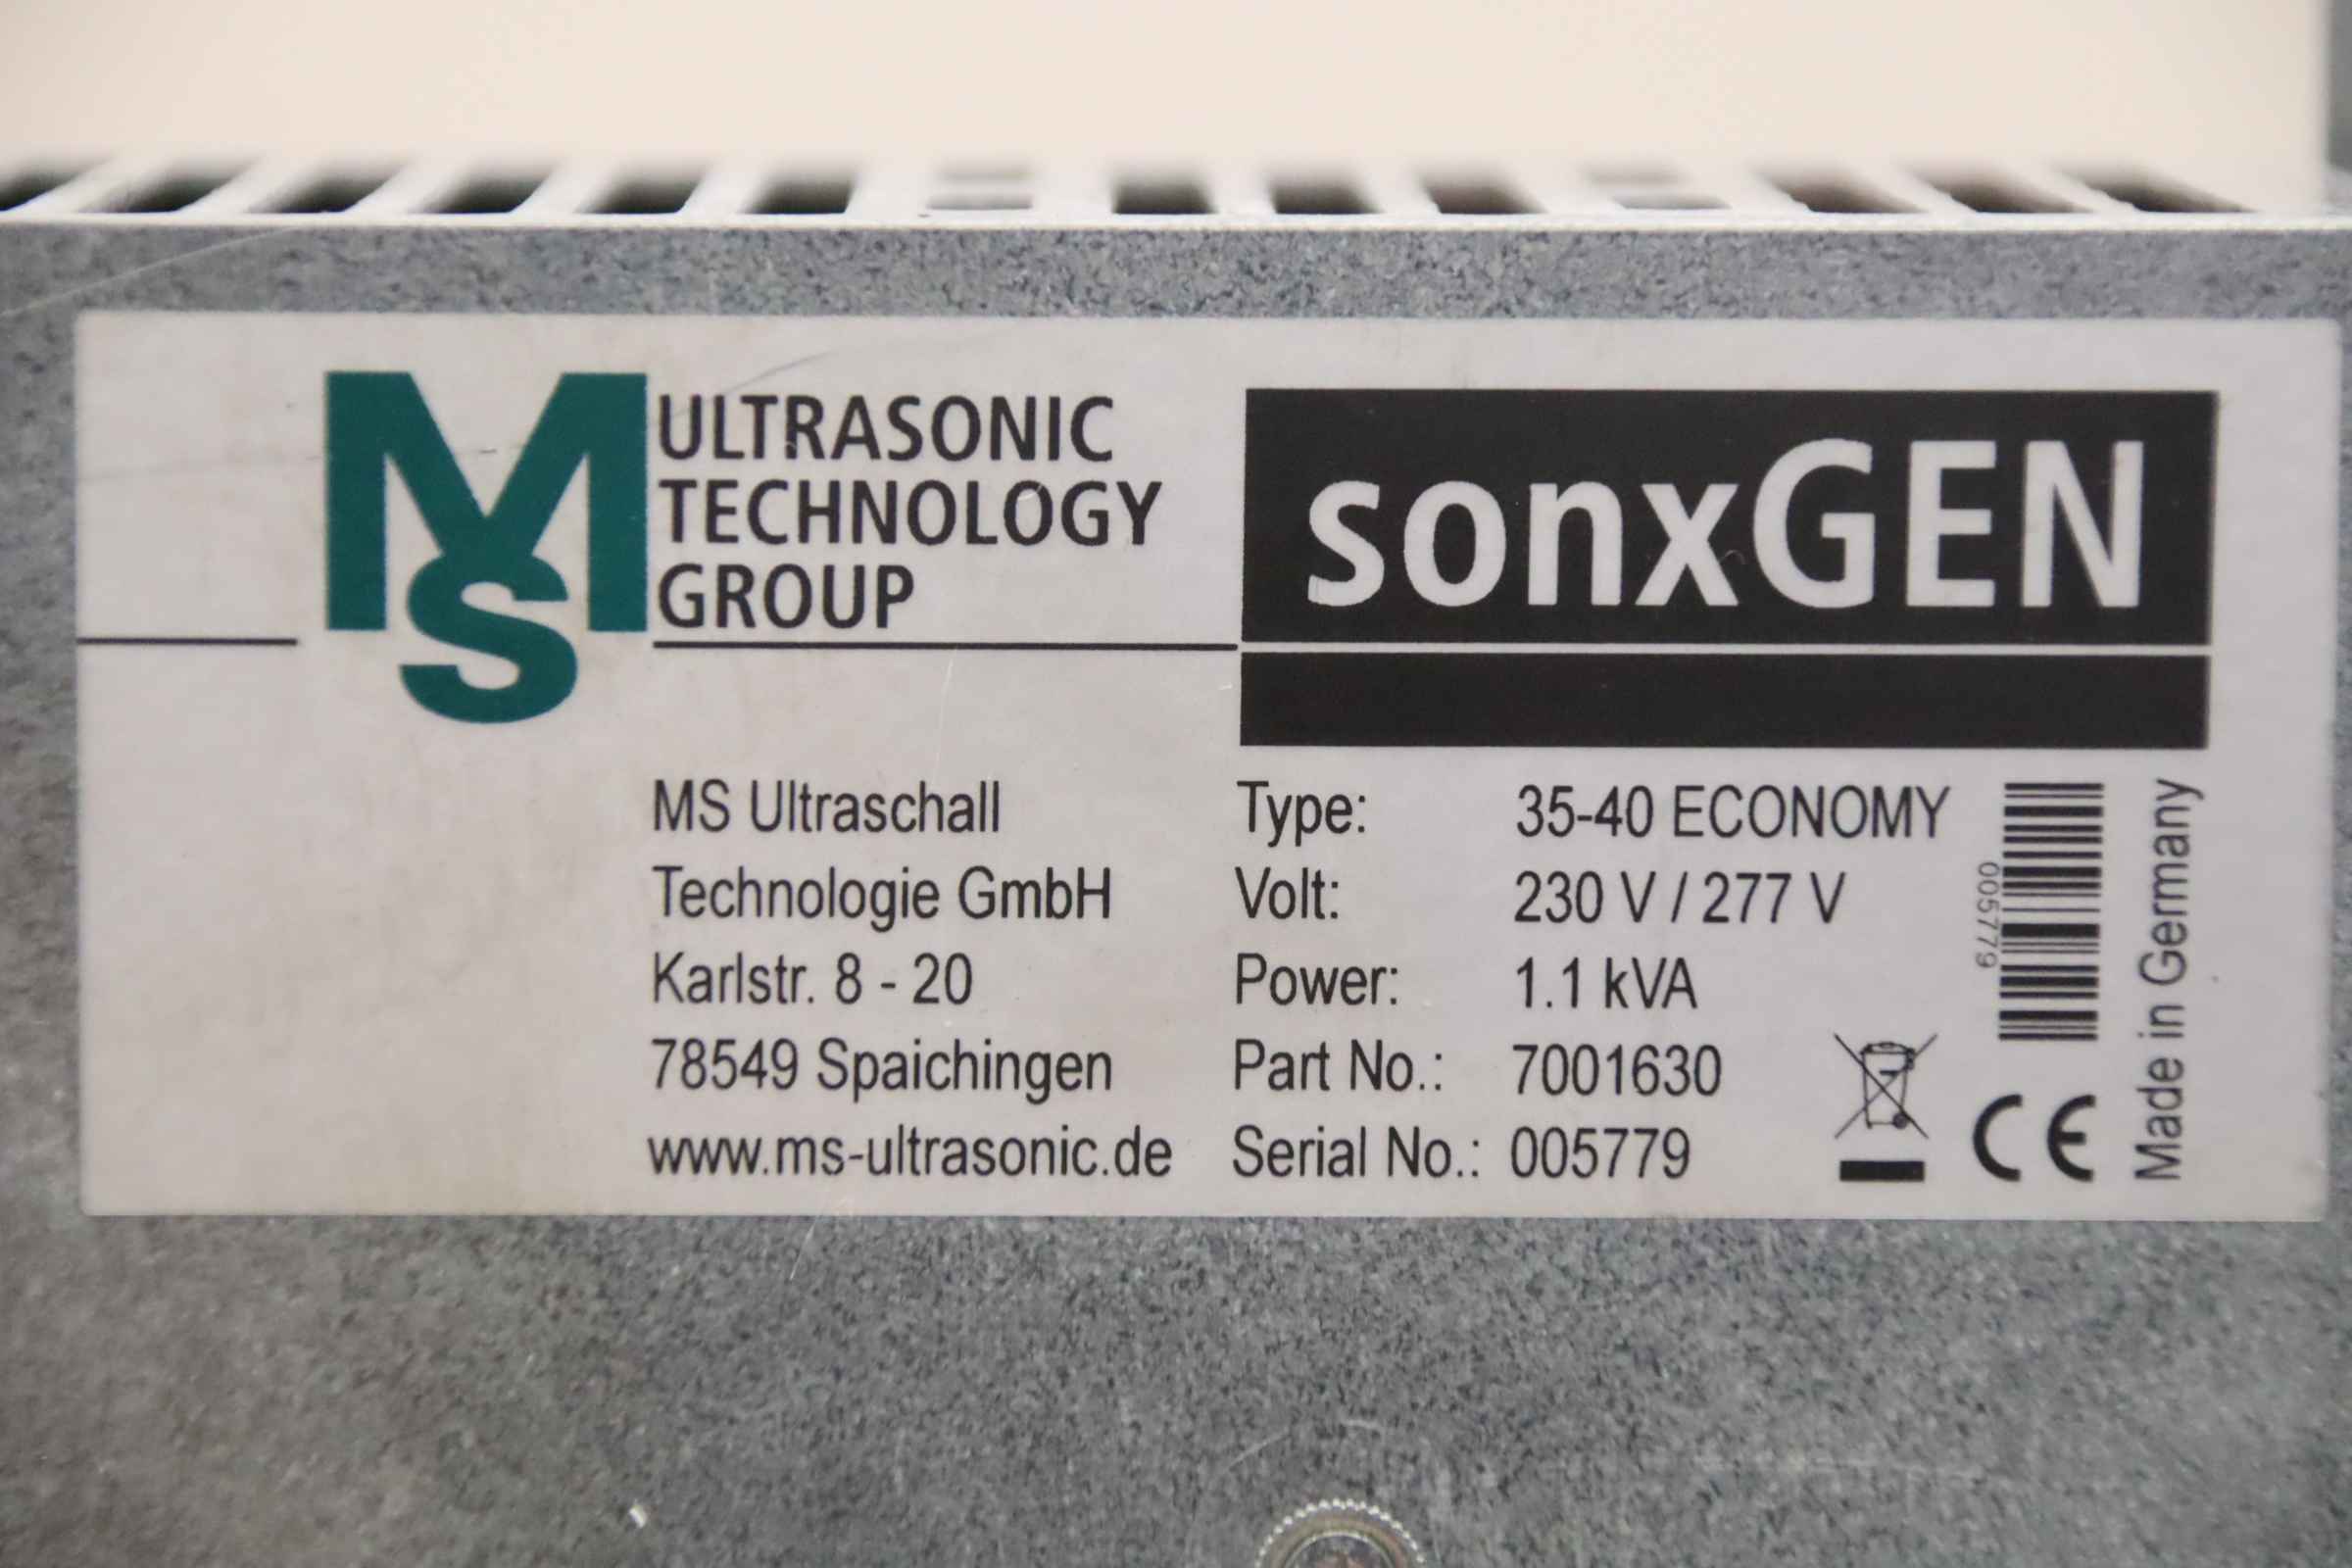 MS
ULTRASONIC
TECHNOLOGY
GROUP
sonxGEN
MS Ultraschall
Technologie GmbH
Karlstr. 8 - 20
78549 Spaichingen
www.ms-ultrasonic.de
Type: 35-40 ECONOMY
Volt: 230 V / 277 V
Power: 1.1 kVA
Part No.: 7001630
Serial No.: 005779
005779
CE
Made in Germany